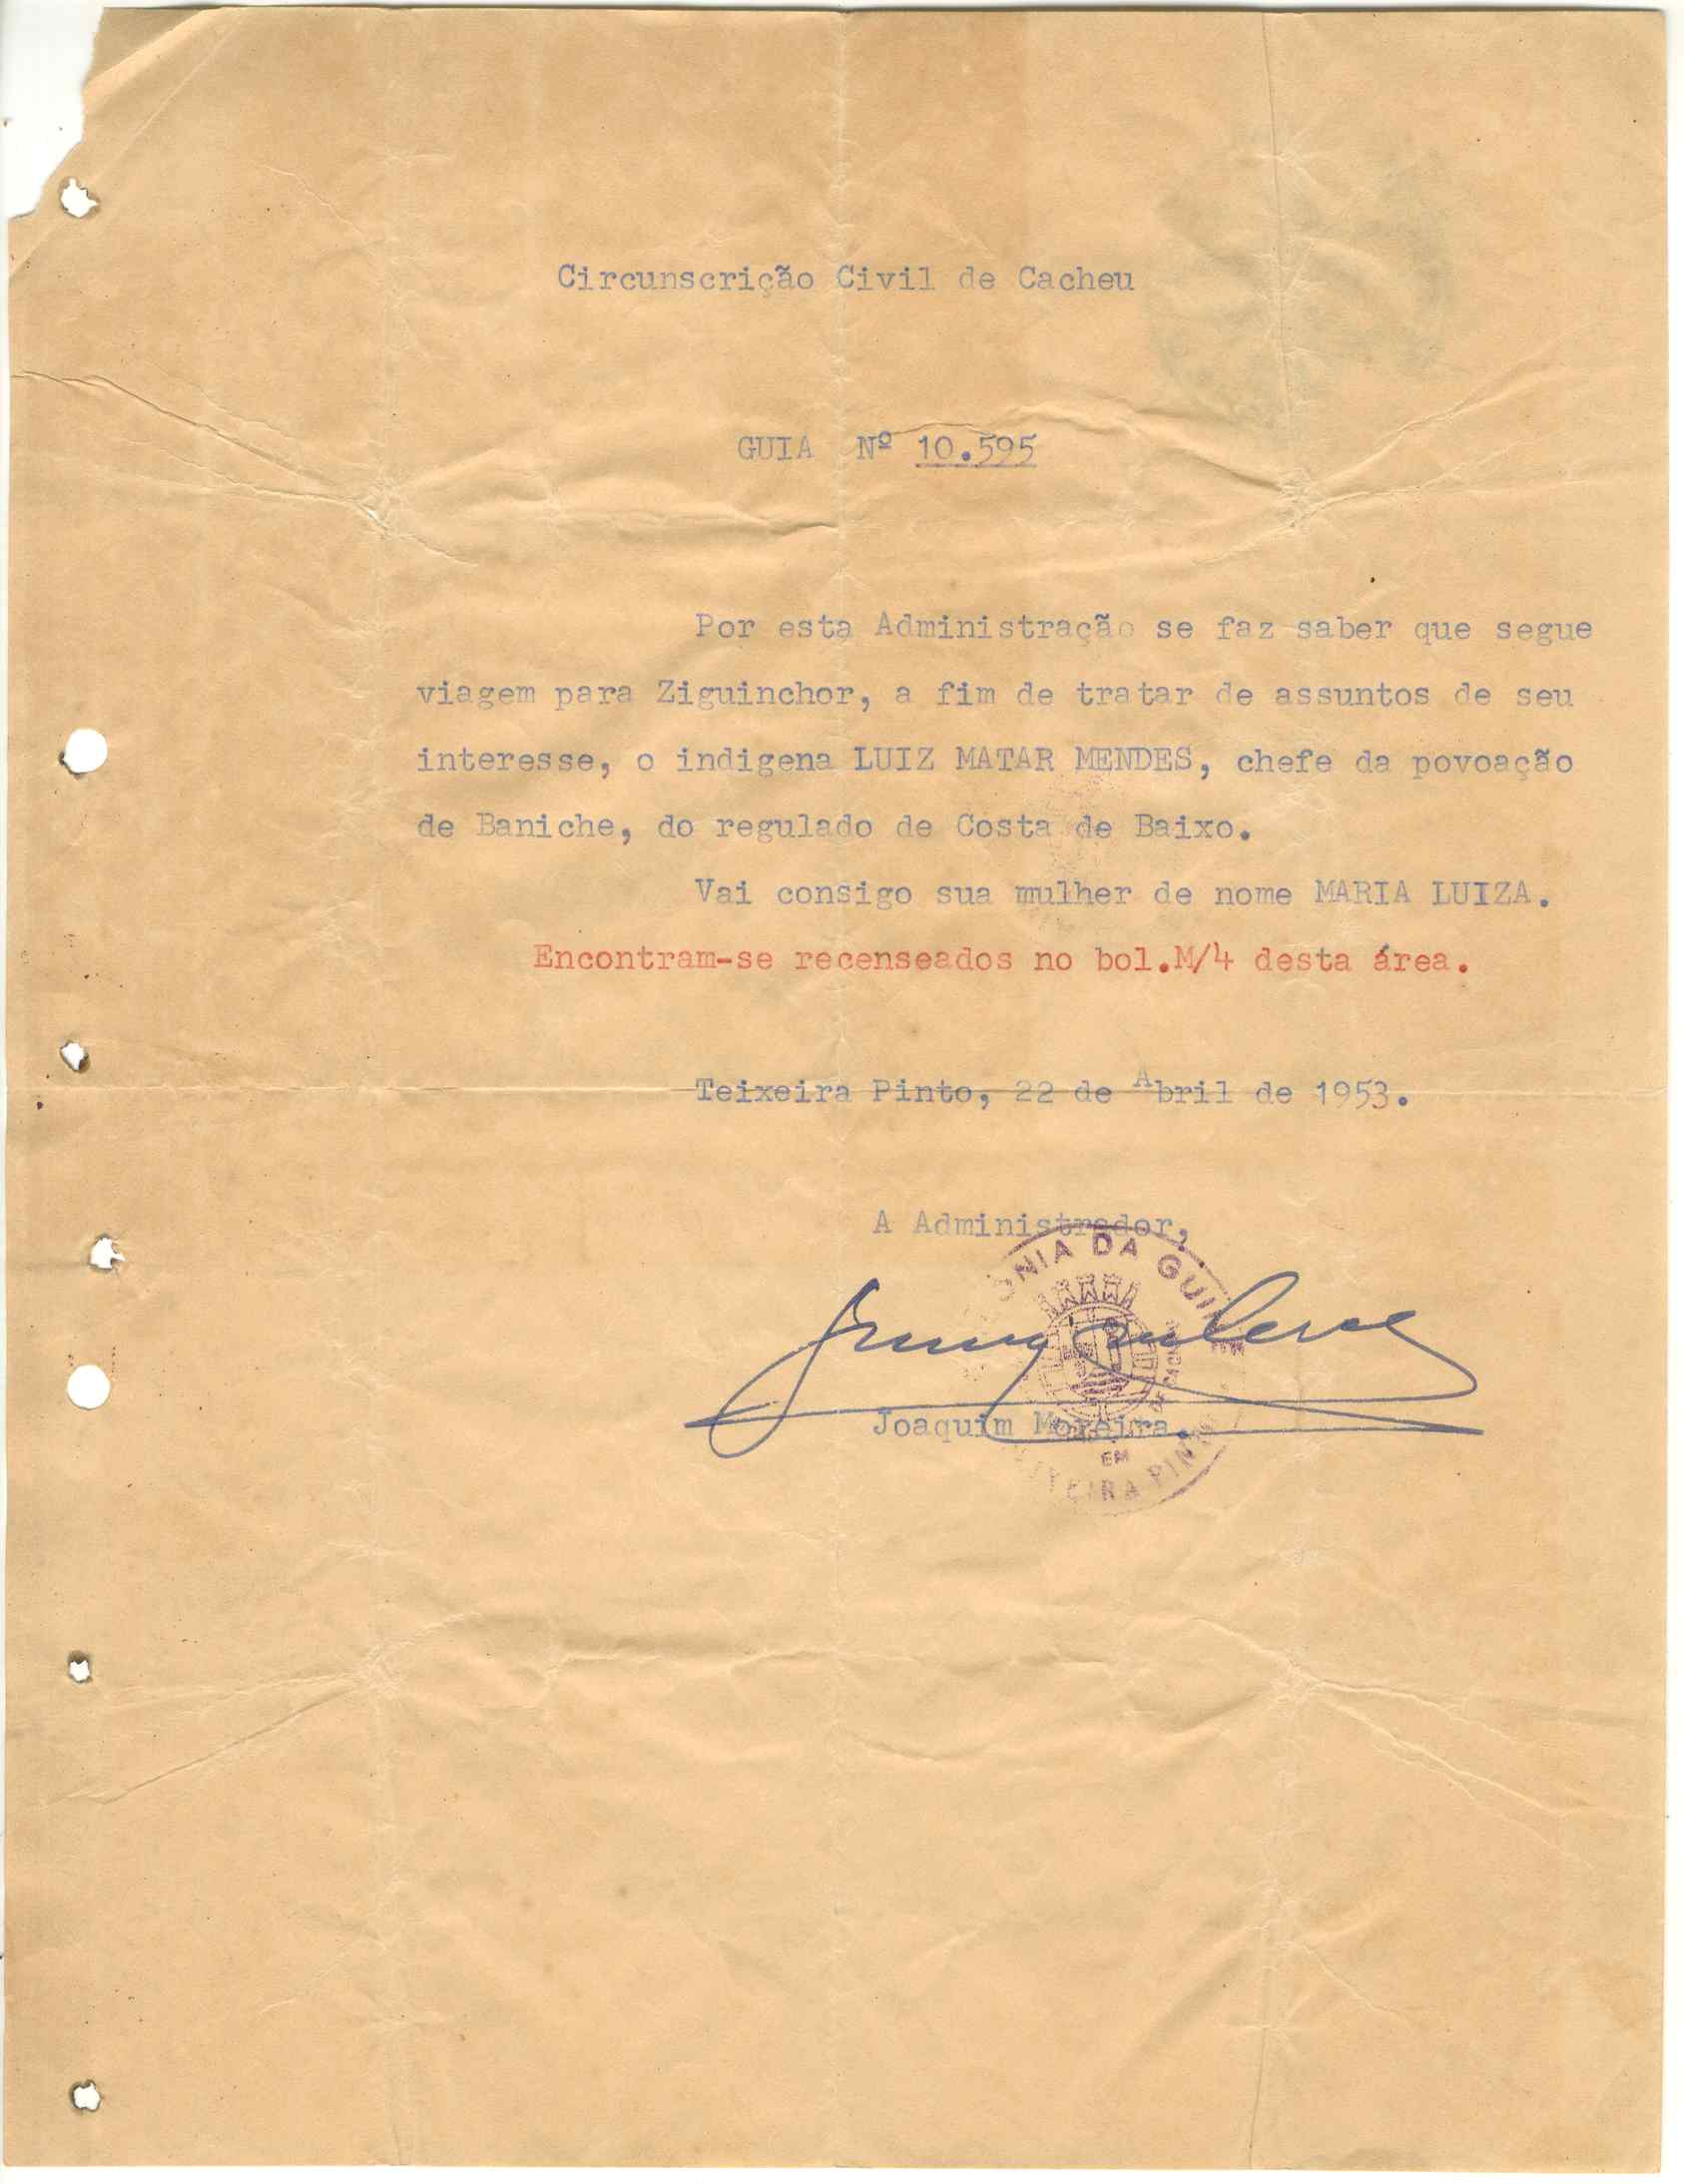 Circunscrição Civil de Cacheu
GUIA Nº 10.595
Por esta Administração se faz saber que segue
viagem para Ziguinchor, a fim de tratar de assuntos de seu
interesse, o indigena LUIZ MATAR MENDES, chefe da povoação
de Baniche, do regulado de Costa de Baixo.
Vai consigo sua mulher de nome MARIA LUIZA.
Encontram-se recenseados no bol.M/4 desta área.
Teixeira Pinto, 22 de Abril de 1953.
A Administrador,
DA
EM
Joaquim Moreira.